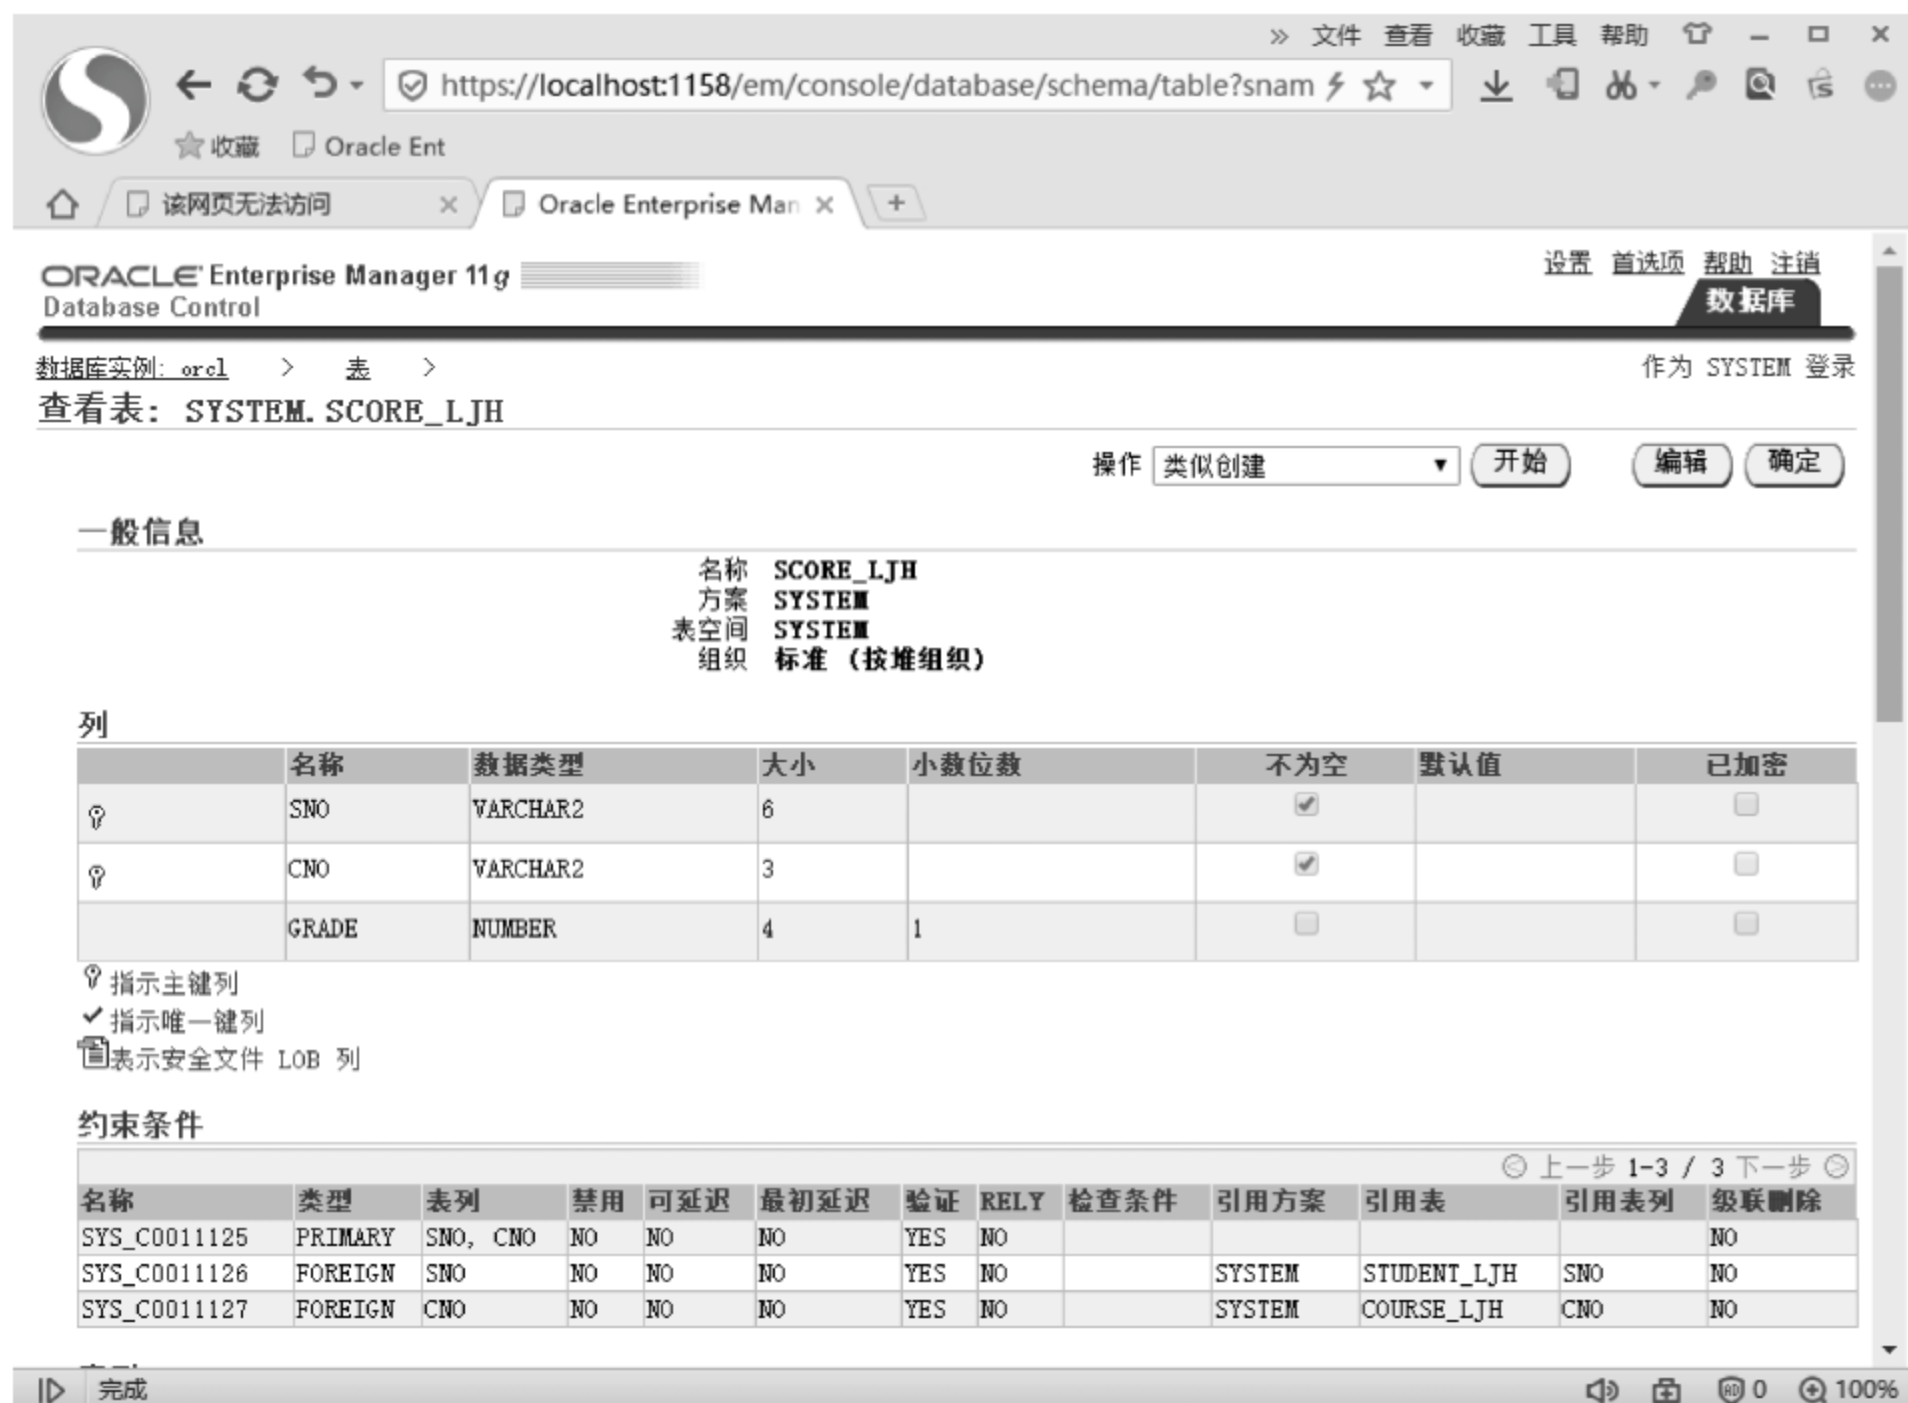 » 文件 查看 收藏 工具 帮助
https://localhost:1158/em/console/database/schema/table?snam
收藏 Oracle Ent
该网页无法访问 Oracle Enterprise Man
ORACLE Enterprise Manager 11g
Database Control
设置 首选项 帮助 注销
数据库
数据库实例: orcl > 表 >
作为 SYSTEM 登录
查看表: SYSTEM.SCORE_LJH
操作 类似创建 开始 编辑 确定
一般信息
名称 SCORE_LJH
方案 SYSTEM
表空间 SYSTEM
组织 标准 (按堆组织)
列
名称 数据类型 大小 小数位数 不为空 默认值 已加密
SNO VARCHAR2 6
CNO VARCHAR2 3
GRADE NUMBER 4 1
指示主键列
指示唯一键列
表示安全文件 LOB 列
约束条件
上一步 1-3 / 3 下一步
名称 类型 表列 禁用 可延迟 最初延迟 验证 RELY 检查条件 引用方案 引用表 引用表列 级联删除
SYS_C0011125 PRIMARY SNO, CNO NO NO NO YES NO NO
SYS_C0011126 FOREIGN SNO NO NO NO YES NO SYSTEM STUDENT_LJH SNO NO
SYS_C0011127 FOREIGN CNO NO NO NO YES NO SYSTEM COURSE_LJH CNO NO
完成
0 100%